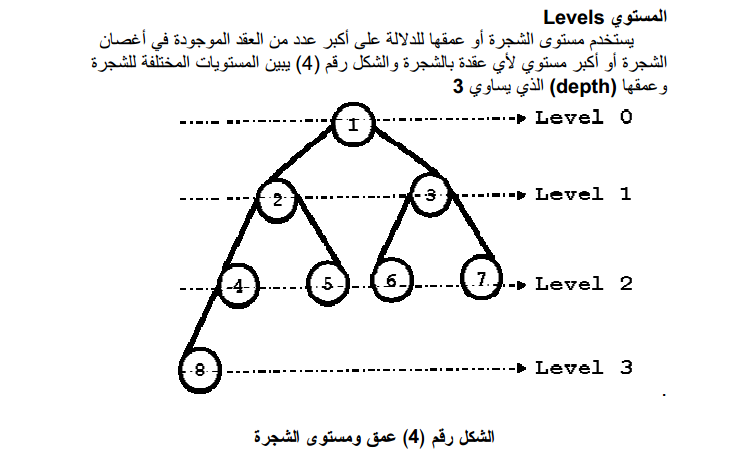 المستوي Levels
يستخدم مستوى الشجرة أو عمقها للدلالة على أكبر عدد من العقد الموجودة في أغصان
الشجرة أو أكبر مستوي لأي عقدة بالشجرة والشكل رقم (4) يبين المستويات المختلفة للشجرة
وعمقها (depth) الذي يساوي 3
1 Level 0
2 3 Level 1
4 5 6 7 Level 2
8 Level 3
.
الشكل رقم (4) عمق ومستوى الشجرة